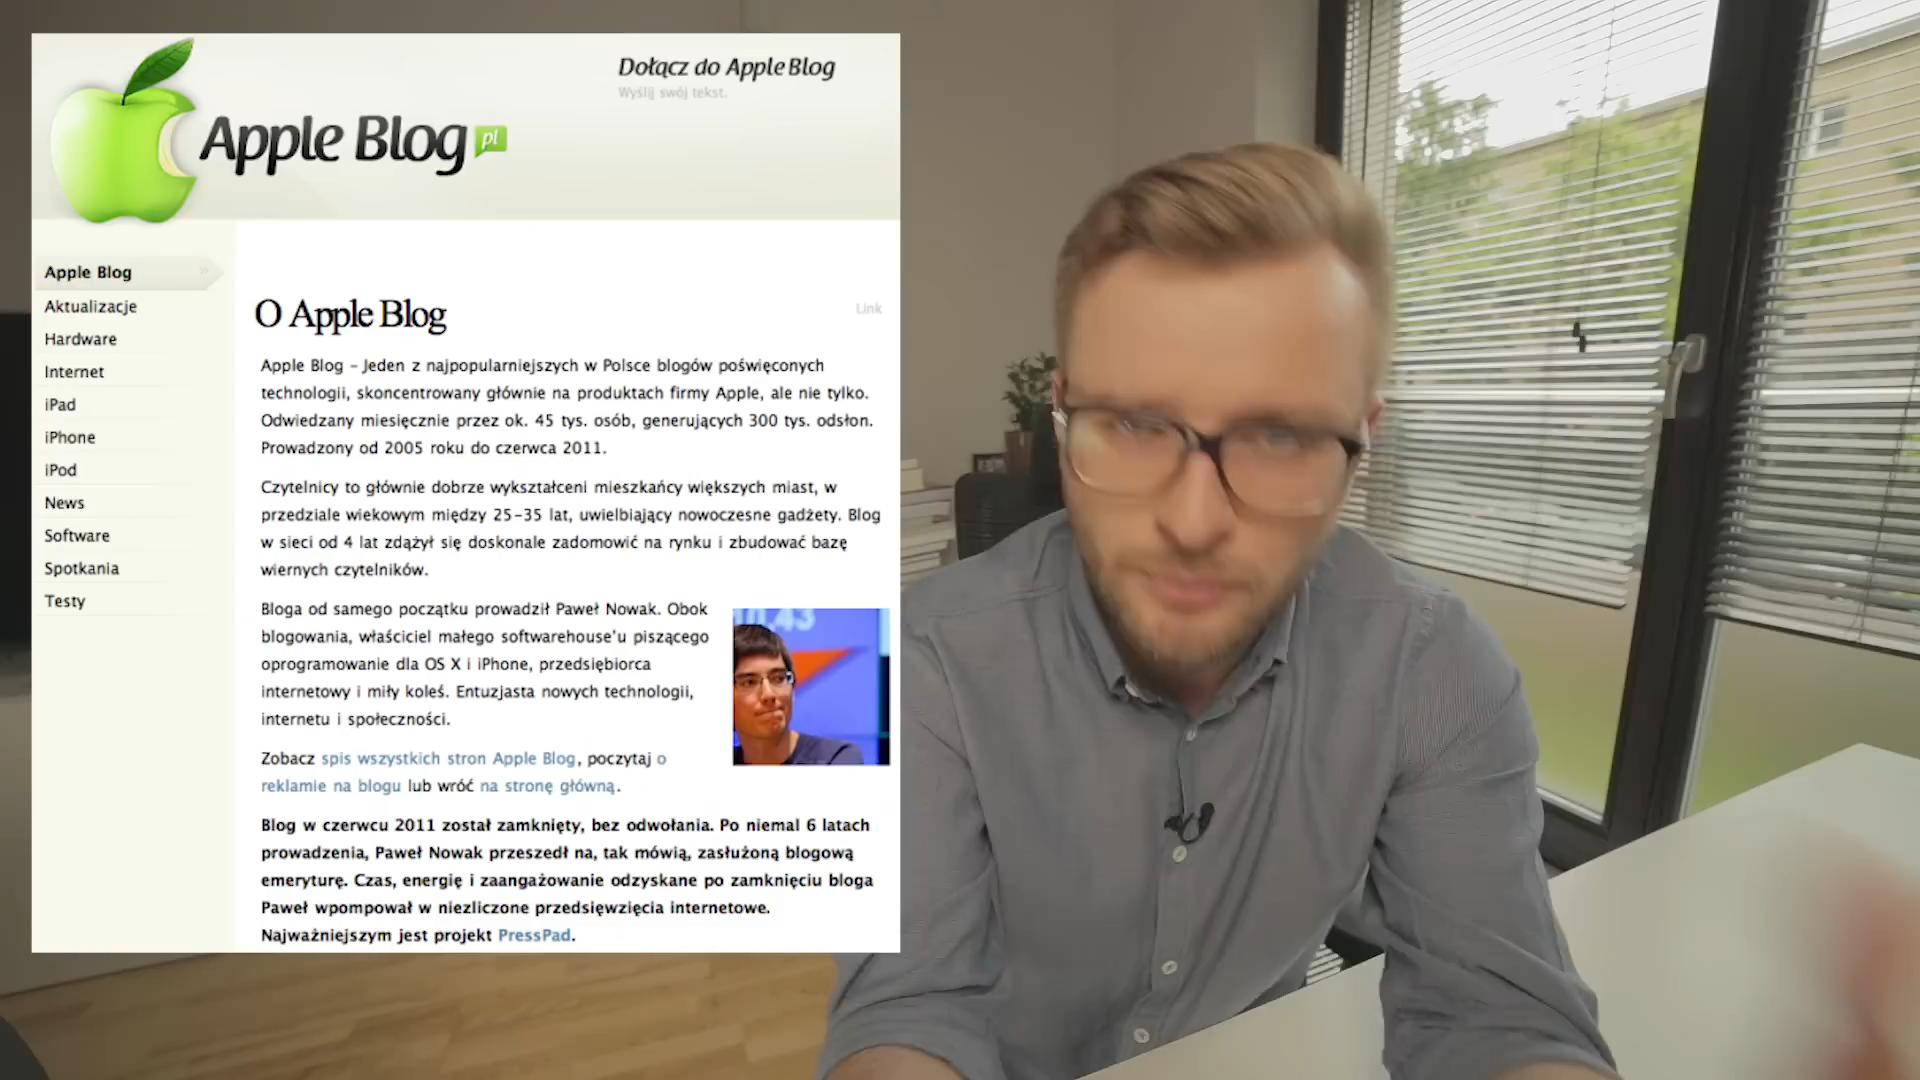 Dołącz do Apple Blog
Wyślij swój tekst.
Apple Blog pl
Apple Blog
Aktualizacje
Hardware
Internet
iPad
iPhone
iPod
News
Software
Spotkania
Testy
O Apple Blog
Link
Apple Blog – Jeden z najpopularniejszych w Polsce blogów poświęconych
technologii, skoncentrowany głównie na produktach firmy Apple, ale nie tylko.
Odwiedzany miesięcznie przez ok. 45 tys. osób, generujących 300 tys. odsłon.
Prowadzony od 2005 roku do czerwca 2011.
Czytelnicy to głównie dobrze wykształceni mieszkańcy większych miast, w
przedziale wiekowym między 25–35 lat, uwielbiający nowoczesne gadżety. Blog
w sieci od 4 lat zdążył się doskonale zadomowić na rynku i zbudować bazę
wiernych czytelników.
Bloga od samego początku prowadził Paweł Nowak. Obok
blogowania, właściciel małego softwarehouse'u piszącego
oprogramowanie dla OS X i iPhone, przedsiębiorca
internetowy i miły koleś. Entuzjasta nowych technologii,
internetu i społeczności.
Zobacz spis wszystkich stron Apple Blog, poczytaj o
reklamie na blogu lub wróć na stronę główną.
Blog w czerwcu 2011 został zamknięty, bez odwołania. Po niemal 6 latach
prowadzenia, Paweł Nowak przeszedł na, tak mówią, zasłużoną blogową
emeryturę. Czas, energię i zaangażowanie odzyskane po zamknięciu bloga
Paweł wpompował w niezliczone przedsięwzięcia internetowe.
Najważniejszym jest projekt PressPad.